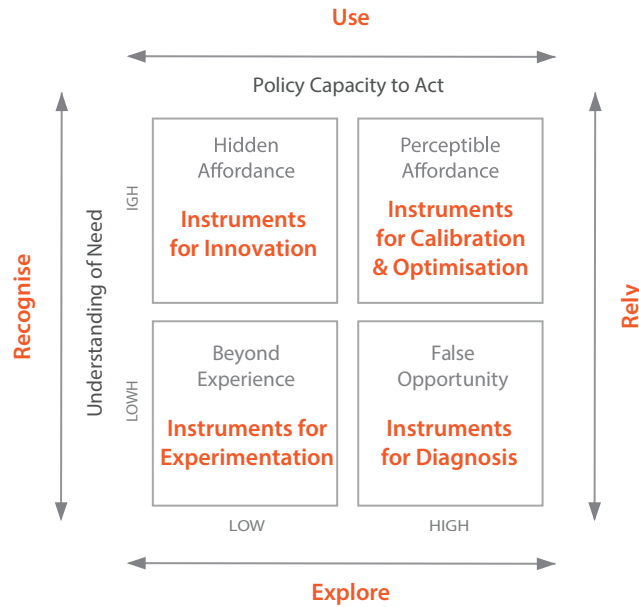 Use
Policy Capacity to Act
Hidden
Affordance
Instruments
for Innovation
Perceptible
Affordance
Instruments
for Calibration
& Optimisation
IGH
Recognise
Understanding of Need
Rely
Beyond
Experience
Instruments for
Experimentation
False
Opportunity
Instruments
for Diagnosis
LOWH
LOW
HIGH
Explore